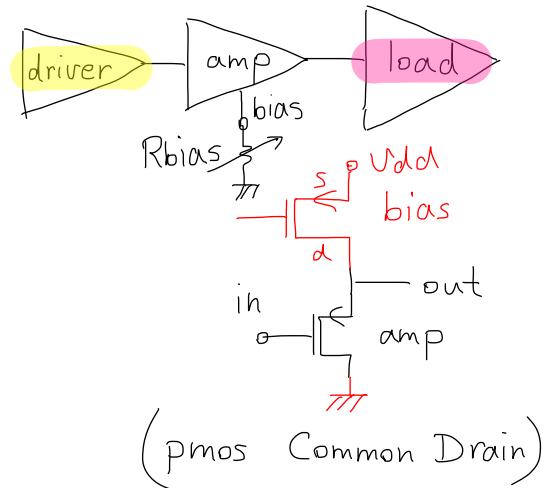 driver
amp
load
bias
Rbias
Vdd
s
bias
d
out
in
amp
(pmos Common Drain)